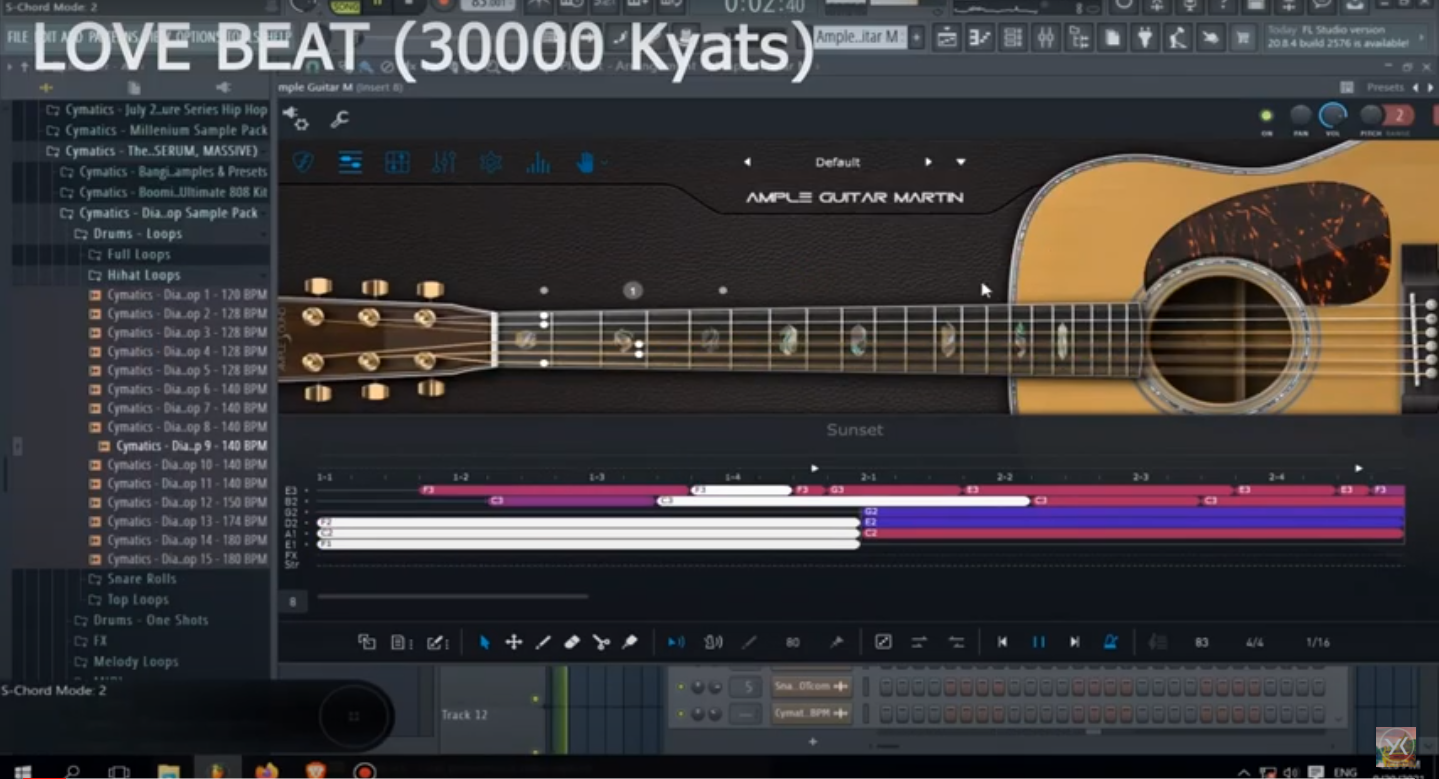 S-Chord Mode: 2
85.001
0:02:40
SONG
LOVE BEAT (30000 Kyats)
Ample..itar M
Today FL Studio version
20.8.4 build 2576 is available!
mple Guitar M (Insert 8)
Presets
ON PAN VOL PITCH RANGE
2
Cymatics - July 2..ure Series Hip Hop
Cymatics - Millenium Sample Pack
Cymatics - The..SERUM, MASSIVE)
Cymatics - Bangi..amples & Presets
Cymatics - Boomi..Ultimate 808 Kit
Cymatics - Dia..op Sample Pack
Drums - Loops
Full Loops
Hihat Loops
Cymatics - Dia..op 1 - 120 BPM
Cymatics - Dia..op 2 - 128 BPM
Cymatics - Dia..op 3 - 128 BPM
Cymatics - Dia..op 4 - 128 BPM
Cymatics - Dia..op 5 - 128 BPM
Cymatics - Dia..op 6 - 140 BPM
Cymatics - Dia..op 7 - 140 BPM
Cymatics - Dia..op 8 - 140 BPM
Cymatics - Dia..p 9 - 140 BPM
Cymatics - Dia..op 10 - 140 BPM
Cymatics - Dia..op 11 - 140 BPM
Cymatics - Dia..op 12 - 150 BPM
Cymatics - Dia..op 13 - 174 BPM
Cymatics - Dia..op 14 - 180 BPM
Cymatics - Dia..op 15 - 180 BPM
Snare Rolls
Top Loops
Drums - One Shots
FX
Melody Loops
S-Chord Mode: 2
Default
AMPLE GUITAR MARTIN
1
Sunset
1-1 1-2 1-3 1-4 2-1 2-2 2-3 2-4
E3 F3 F3 F3 G3 E3 E3 E3 F3
B2 C3 C3 C3 C3
G2 G2
D2 F2 E2
A1 C2 C2
E1 F1
FX
Str
8
80 83 4/4 1/16
5 Sna..OTcom
Cymat..BPM
Track 12
ENG